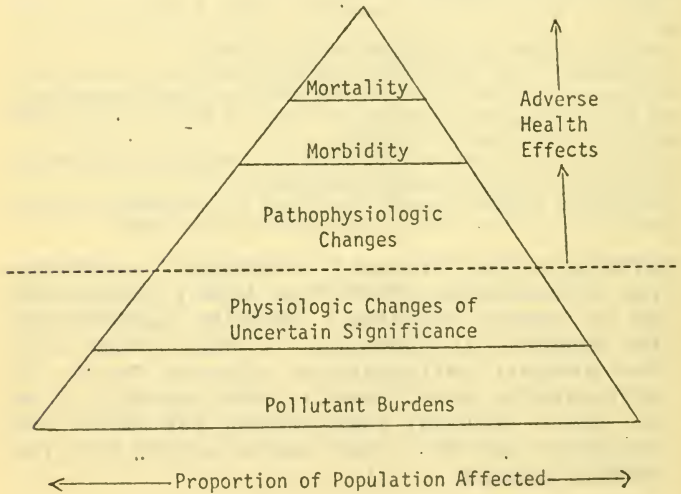 Mortality
Morbidity
Pathophysiologic
Changes
Adverse
Health
Effects
Physiologic Changes of
Uncertain Significance
Pollutant Burdens
Proportion of Population Affected